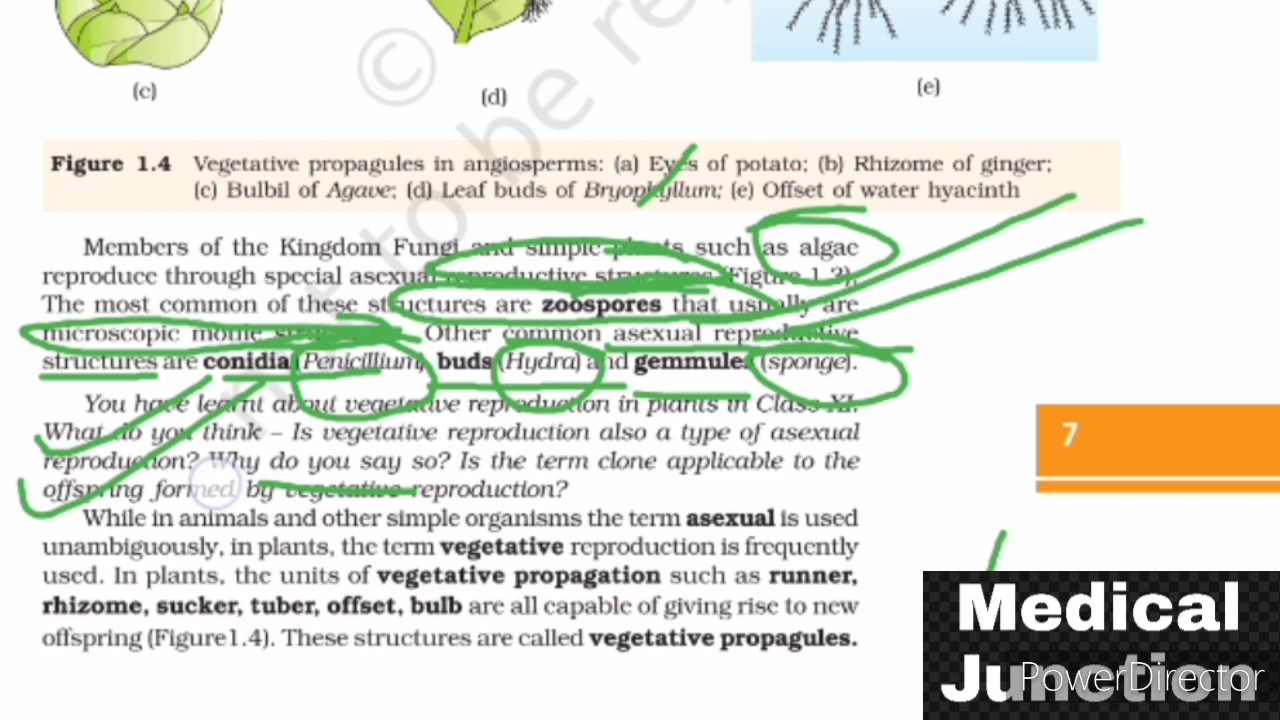 (c)
(d)
(e)
©
to be re
Figure 1.4 Vegetative propagules in angiosperms: (a) Eyes of potato; (b) Rhizome of ginger;
(c) Bulbil of Agave; (d) Leaf buds of Bryophyllum; (e) Offset of water hyacinth
Members of the Kingdom Fungi and simple plants such as algae
reproduce through special asexual reproductive structures (Figure 1.3).
The most common of these structures are zoospores that usually are
microscopic motile structures. Other common asexual reproductive
structures are conidia (Penicillium), buds (Hydra) and gemmules (sponge).
You have learnt about vegetative reproduction in plants in Class XI.
What do you think – Is vegetative reproduction also a type of asexual
reproduction? Why do you say so? Is the term clone applicable to the
offspring formed by vegetative reproduction?
7
While in animals and other simple organisms the term asexual is used
unambiguously, in plants, the term vegetative reproduction is frequently
used. In plants, the units of vegetative propagation such as runner,
rhizome, sucker, tuber, offset, bulb are all capable of giving rise to new
offspring (Figure1.4). These structures are called vegetative propagules.
Medical
Junction
PowerDirector